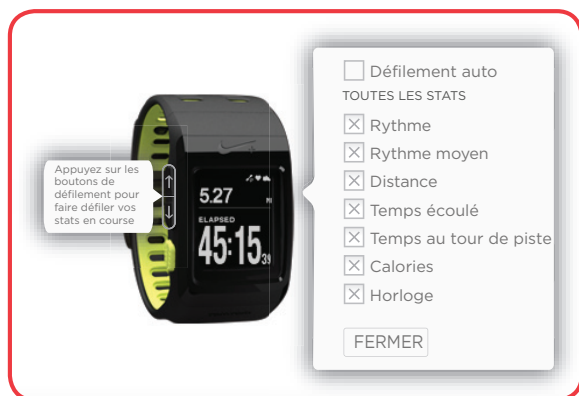 Appuyez sur les
boutons de
défilement pour
faire défiler vos
stats en course
5.27
ELAPSED
45:15
39
Défilement auto
TOUTES LES STATS
Rythme
Rythme moyen
Distance
Temps écoulé
Temps au tour de piste
Calories
Horloge
FERMER